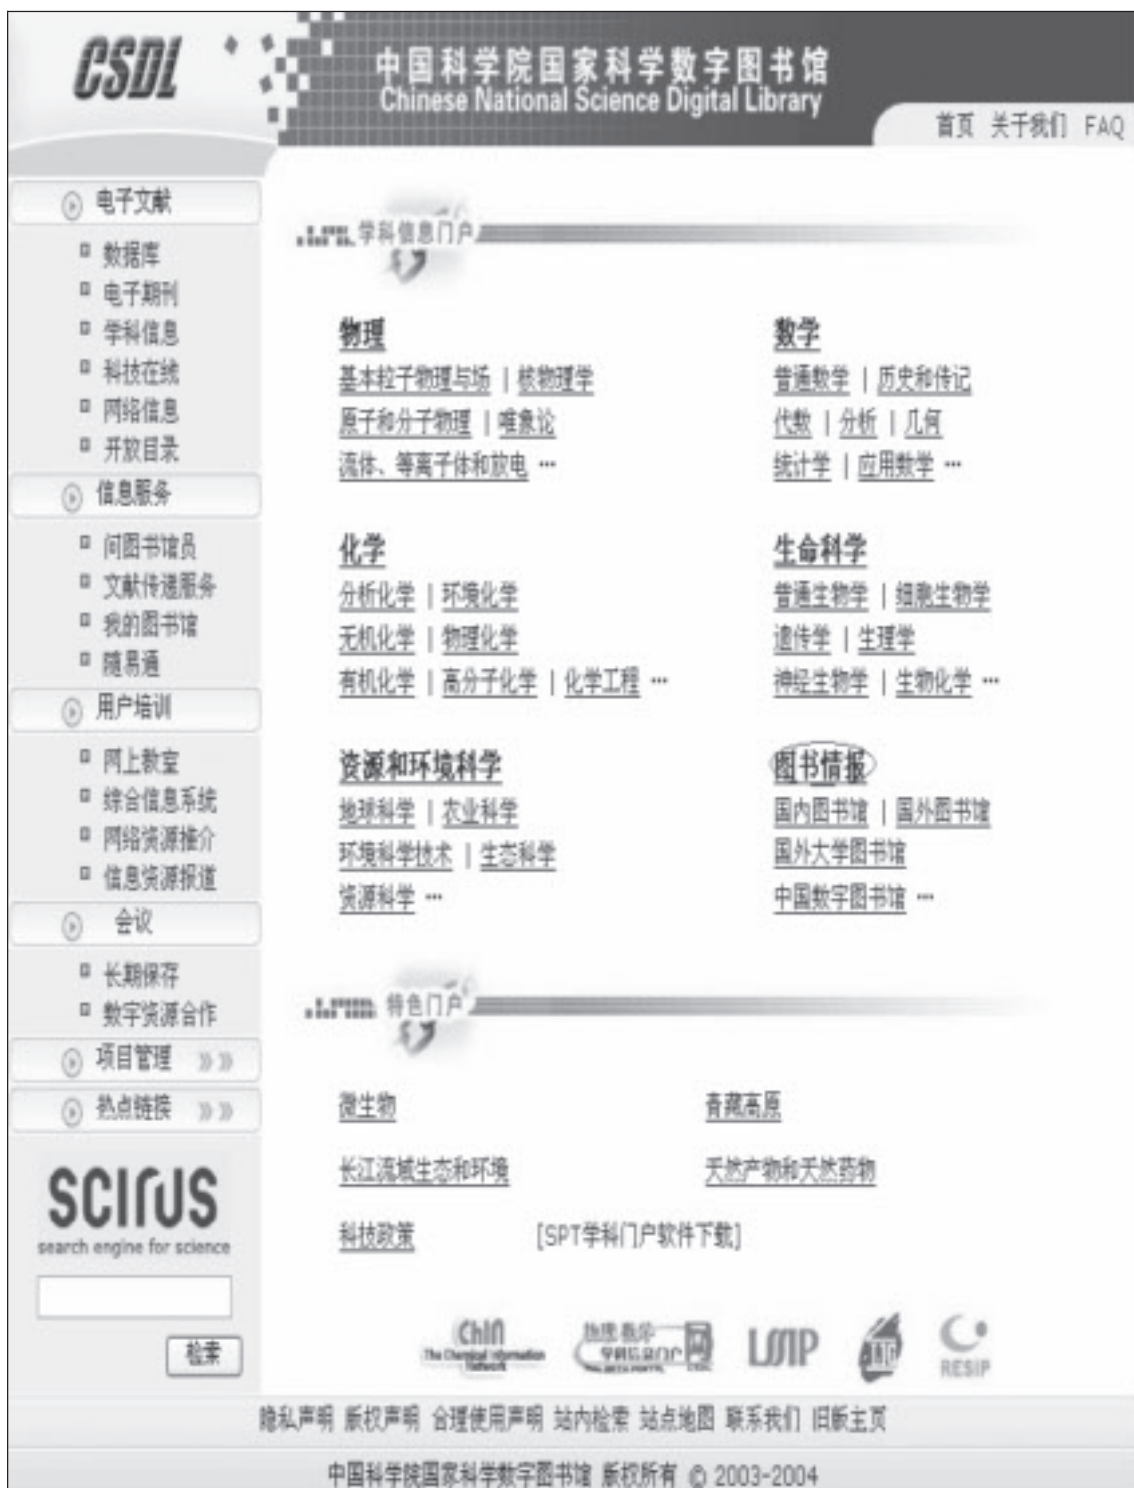 CSDL
中国科学院国家科学数字图书馆
Chinese National Science Digital Library
首页 关于我们 FAQ
电子文献
数据库
电子期刊
学科信息
科技在线
网络信息
开放目录
信息服务
问图书馆员
文献传递服务
我的图书馆
随易通
用户培训
网上教室
综合信息系统
网络资源推介
信息资源报道
会议
长期保存
数字资源合作
项目管理
热点链接
SCIRUS
search engine for science
检索
学科信息门户
物理
基本粒子物理与场 | 核物理学
原子和分子物理 | 唯象论
流体、等离子体和放电 ...
数学
普通数学 | 历史和传记
代数 | 分析 | 几何
统计学 | 应用数学 ...
化学
分析化学 | 环境化学
无机化学 | 物理化学
有机化学 | 高分子化学 | 化学工程 ...
生命科学
普通生物学 | 细胞生物学
遗传学 | 生理学
神经生物学 | 生物化学 ...
资源和环境科学
地球科学 | 农业科学
环境科学技术 | 生态科学
资源科学 ...
图书情报
国内图书馆 | 国外图书馆
国外大学图书馆
中国数字图书馆 ...
特色门户
微生物
青藏高原
长江流域生态和环境
天然产物和天然药物
科技政策
[SPT学科门户软件下载]
ChIN
The Chemical Information
Network
物理数学
学科信息门户
网
LSIP
RESIP
隐私声明 版权声明 合理使用声明 站内检索 站点地图 联系我们 旧版主页
中国科学院国家科学数字图书馆 版权所有 © 2003-2004